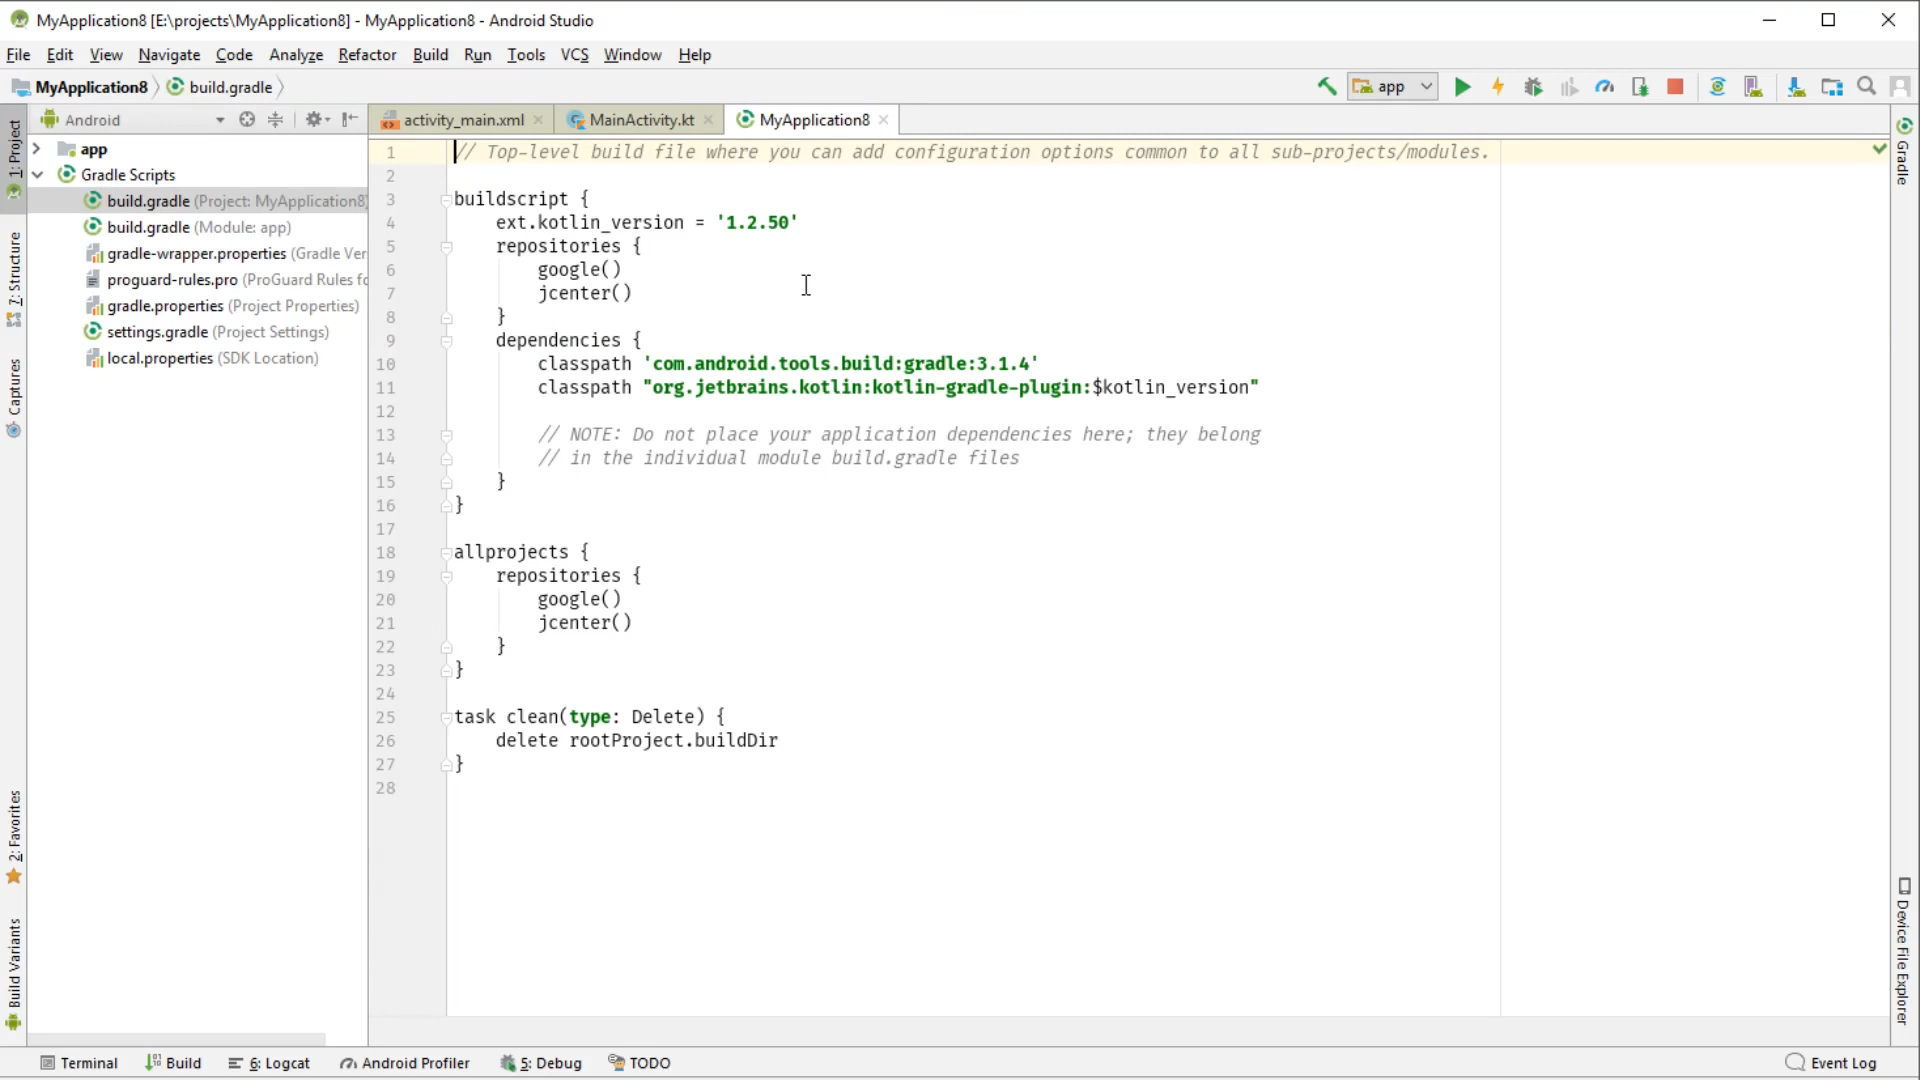 MyApplication8 [E:\projects\MyApplication8] - MyApplication8 - Android Studio
File Edit View Navigate Code Analyze Refactor Build Run Tools VCS Window Help
MyApplication8 build.gradle app
Android
activity_main.xml MainActivity.kt MyApplication8
1: Project
7: Structure
Captures
2: Favorites
Build Variants
app
Gradle Scripts
build.gradle (Project: MyApplication8)
build.gradle (Module: app)
gradle-wrapper.properties (Gradle Ver
proguard-rules.pro (ProGuard Rules fo
gradle.properties (Project Properties)
settings.gradle (Project Settings)
local.properties (SDK Location)
1 // Top-level build file where you can add configuration options common to all sub-projects/modules.
2
3 buildscript {
4 ext.kotlin_version = '1.2.50'
5 repositories {
6 google()
7 jcenter()
8 }
9 dependencies {
10 classpath 'com.android.tools.build:gradle:3.1.4'
11 classpath "org.jetbrains.kotlin:kotlin-gradle-plugin:$kotlin_version"
12
13 // NOTE: Do not place your application dependencies here; they belong
14 // in the individual module build.gradle files
15 }
16 }
17
18 allprojects {
19 repositories {
20 google()
21 jcenter()
22 }
23 }
24
25 task clean(type: Delete) {
26 delete rootProject.buildDir
27 }
28
Gradle
Device File Explorer
Terminal Build 6: Logcat Android Profiler 5: Debug TODO Event Log